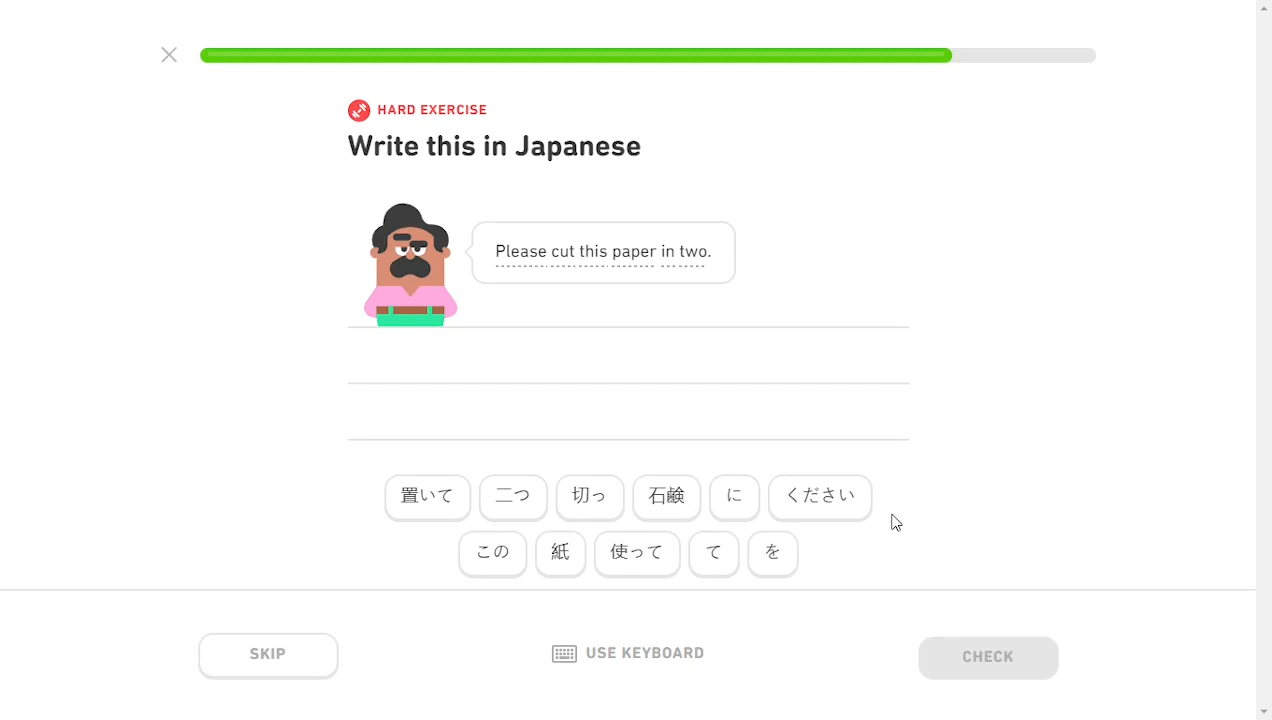 HARD EXERCISE
Write this in Japanese
Please cut this paper in two.
置いて 二つ 切っ 石鹸 に ください
この 紙 使って て を
SKIP USE KEYBOARD CHECK